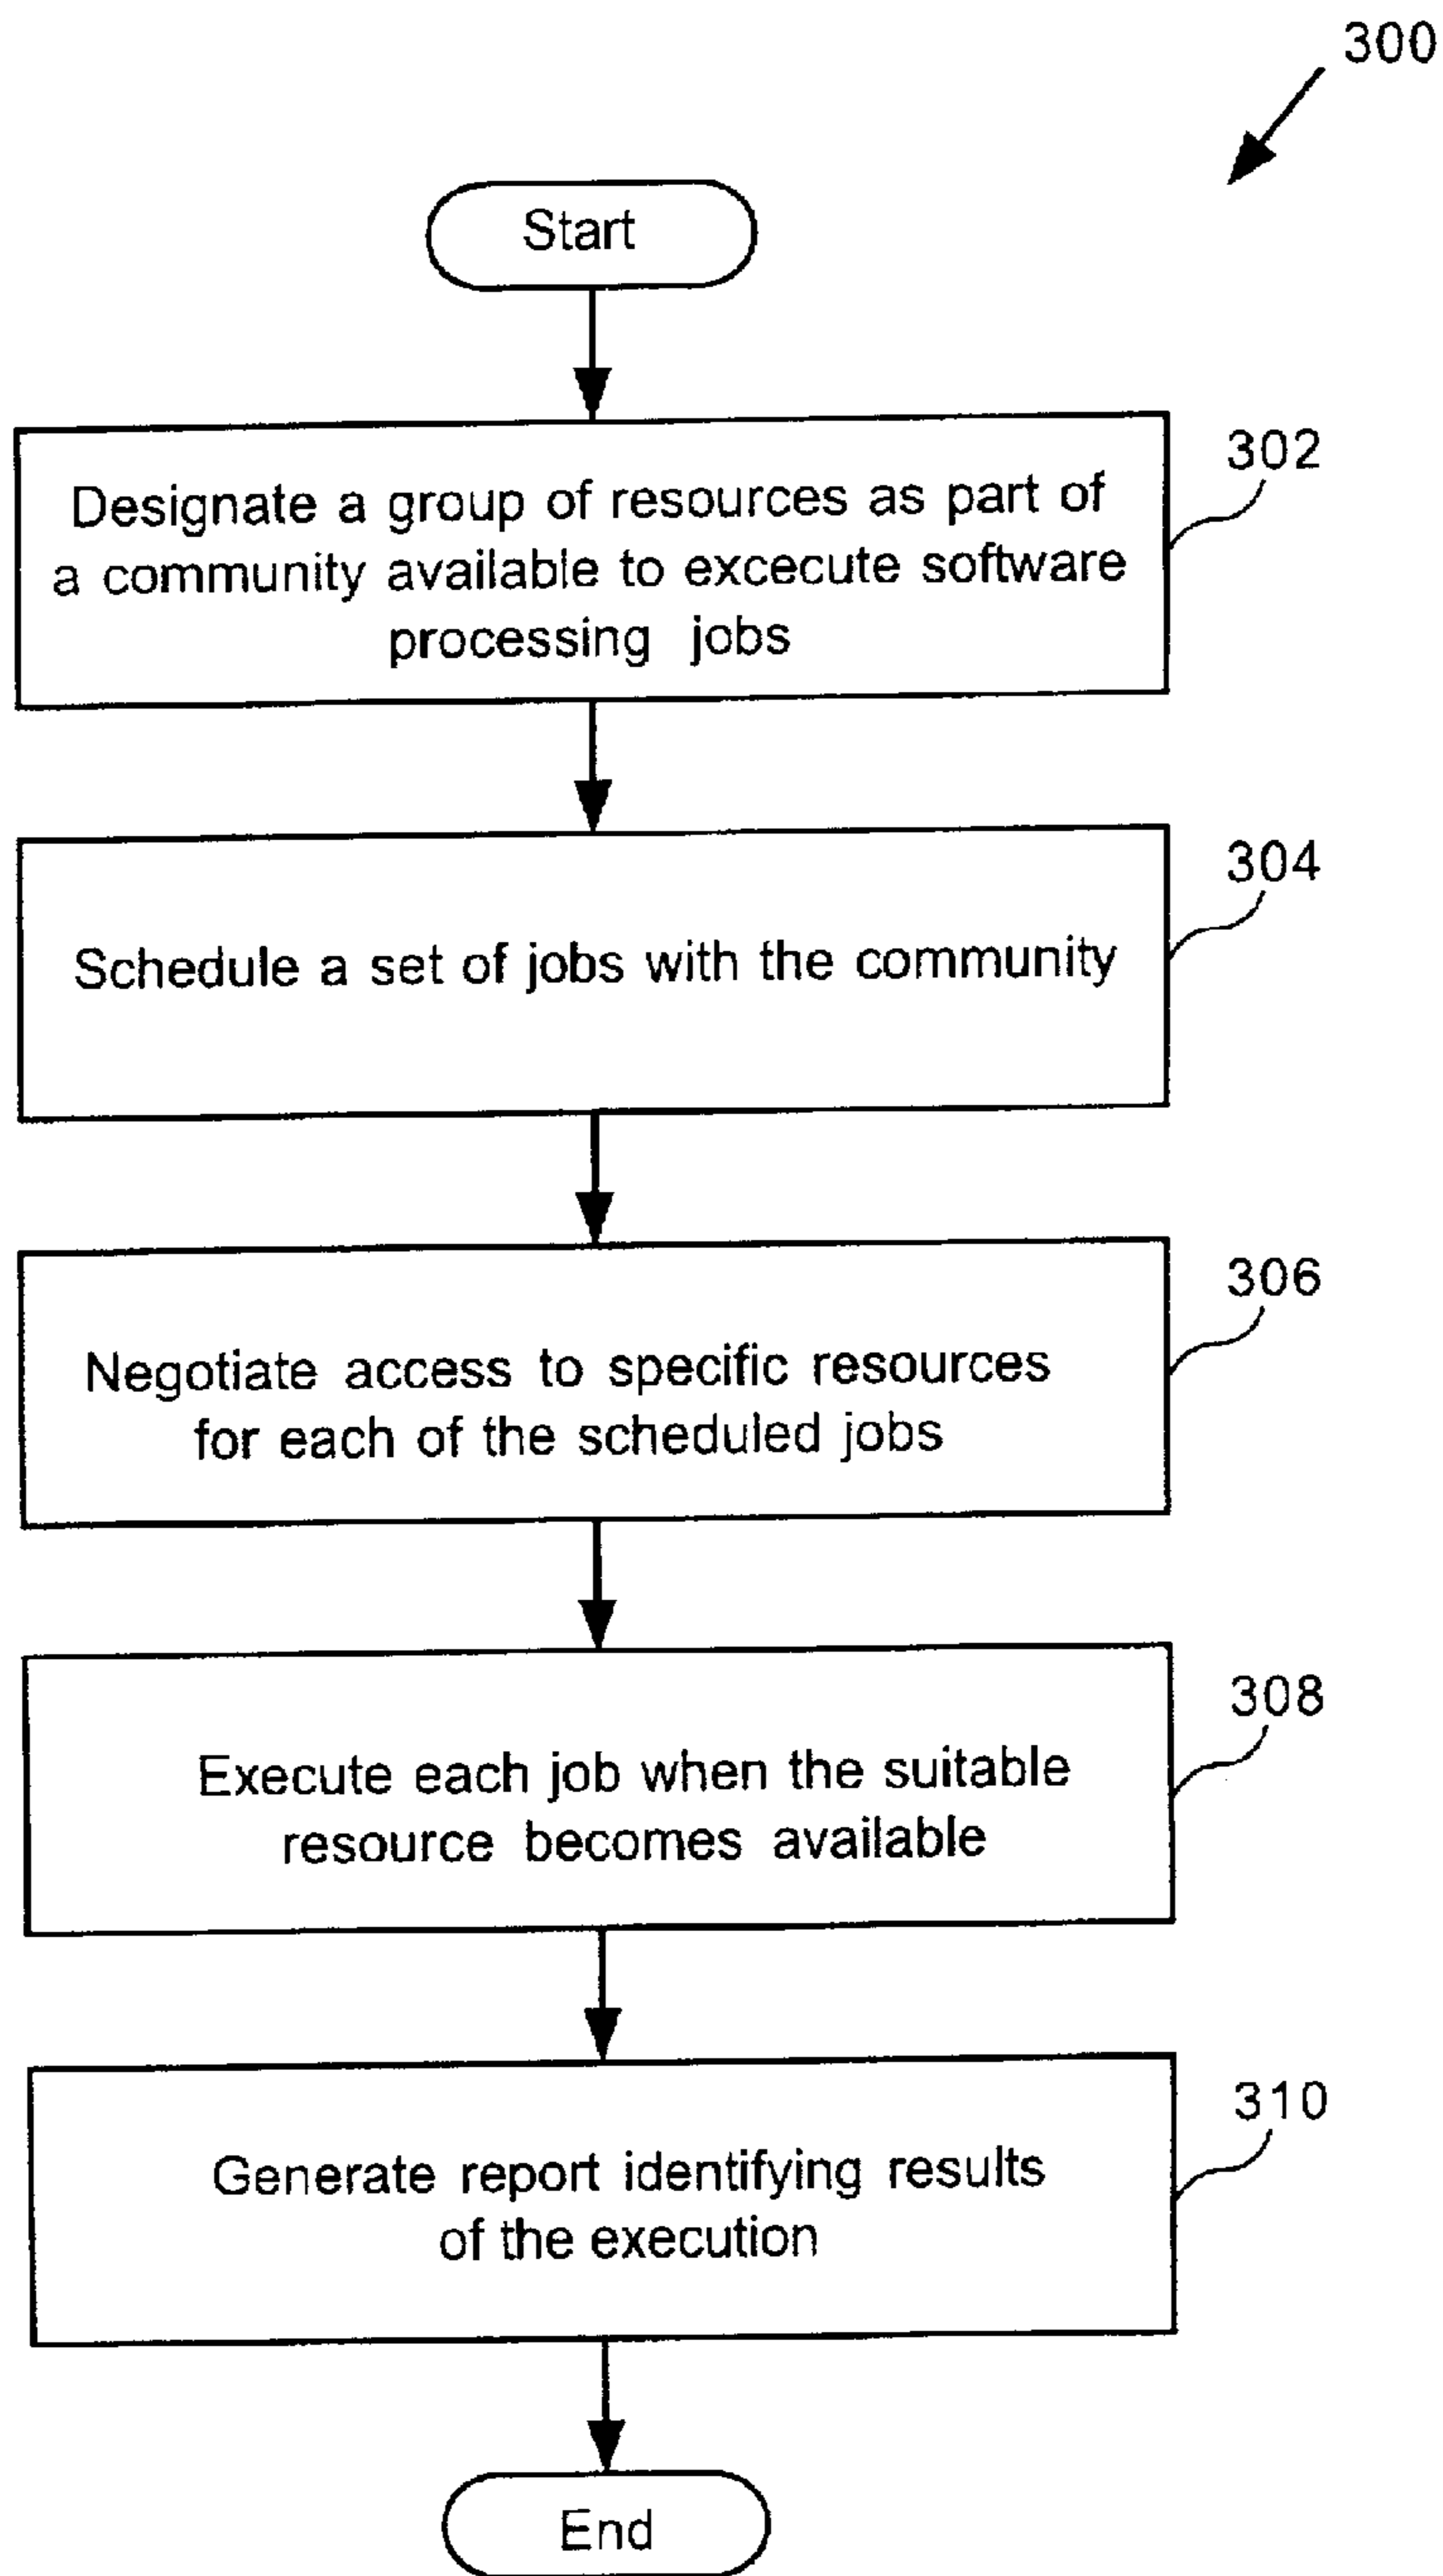 300
Start
302
Designate a group of resources as part of
a community available to excecute software
processing jobs
304
Schedule a set of jobs with the community
306
Negotiate access to specific resources
for each of the scheduled jobs
308
Execute each job when the suitable
resource becomes available
310
Generate report identifying results
of the execution
End